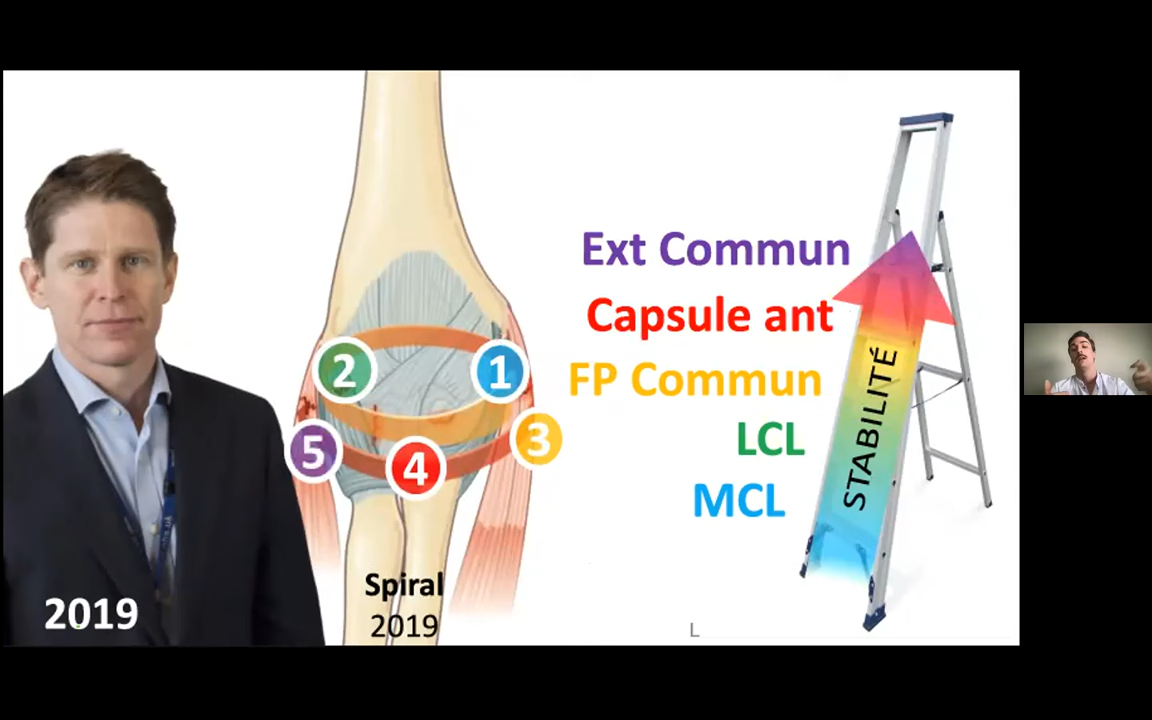 Ext Commun
Capsule ant
FP Commun
LCL
MCL
STABILITÉ
2
1
3
5
4
Spiral
2019
2019
L